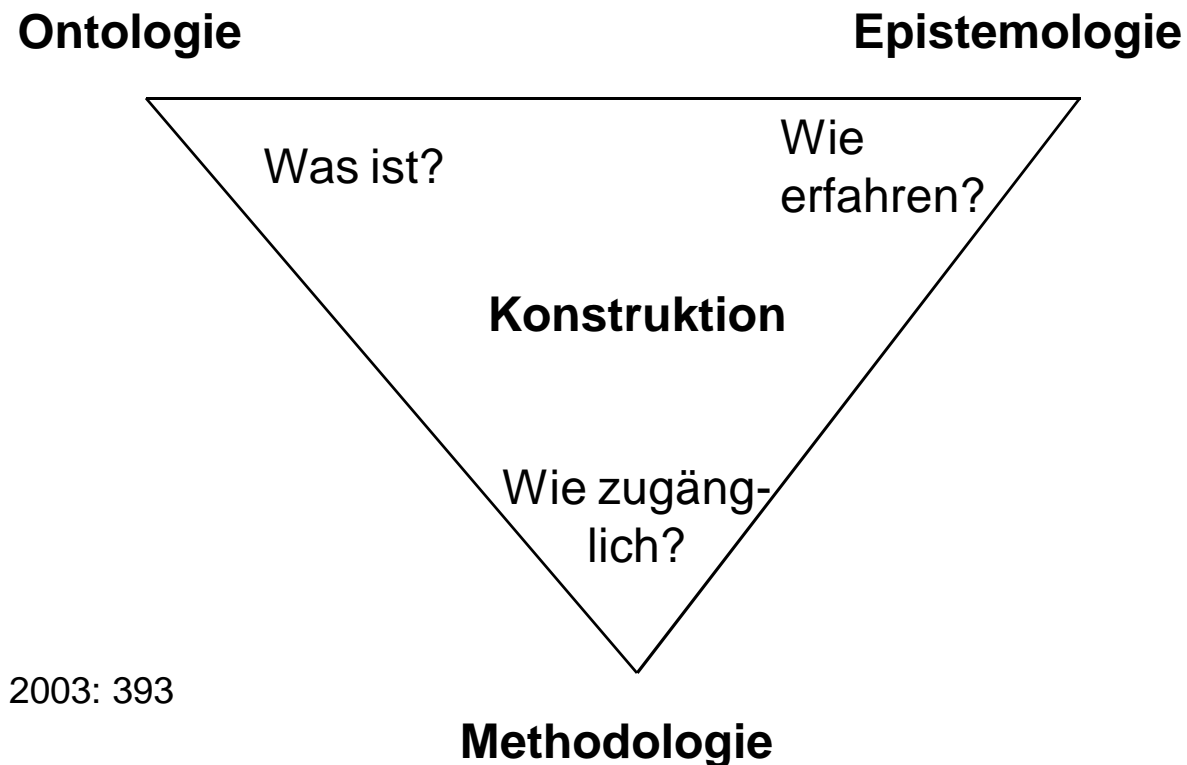 Ontologie
Epistemologie
Was ist?
Wie
erfahren?
Konstruktion
Wie zugäng-
lich?
2003: 393
Methodologie